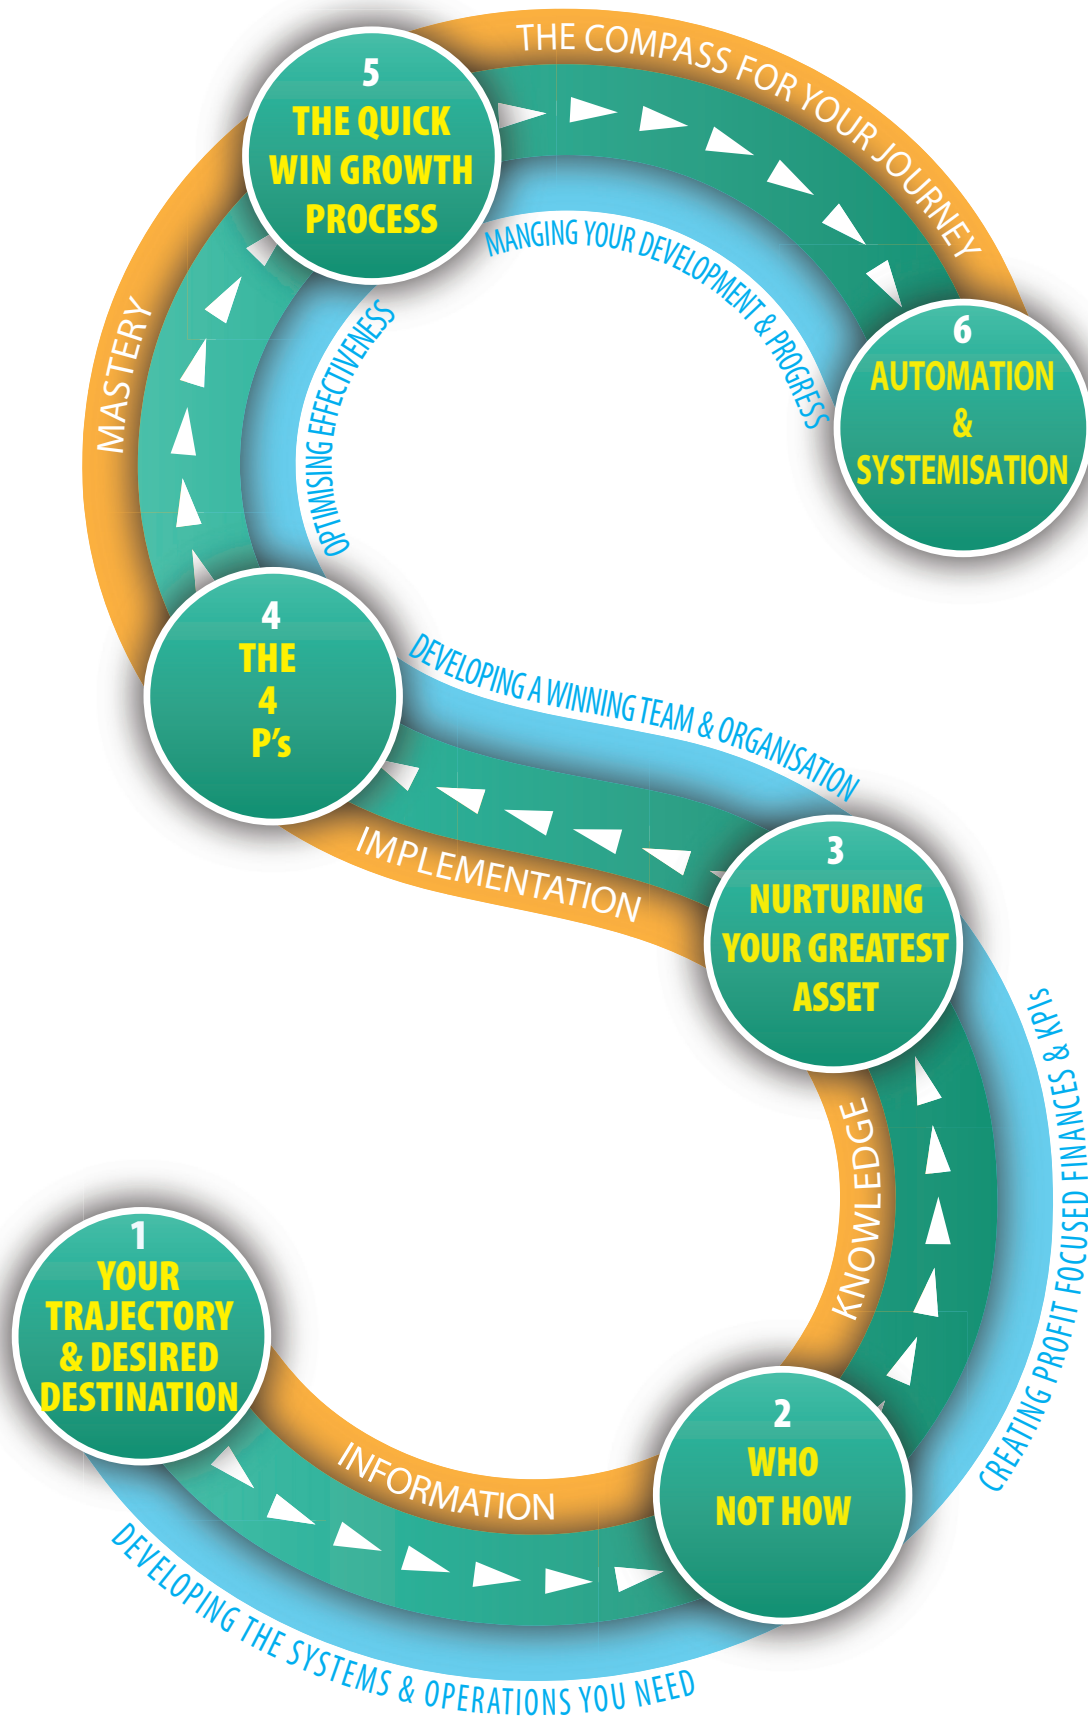 THE COMPASS FOR YOUR JOURNEY
5
THE QUICK
WIN GROWTH
PROCESS
MANGING YOUR DEVELOPMENT & PROGRESS
6
AUTOMATION
&
SYSTEMISATION
MASTERY
OPTIMISING EFFECTIVENESS
4
THE
4
P's
DEVELOPING A WINNING TEAM & ORGANISATION
IMPLEMENTATION
3
NURTURING
YOUR GREATEST
ASSET
KNOWLEDGE
CREATING PROFIT FOCUSED FINANCES & KPIs
1
YOUR
TRAJECTORY
& DESIRED
DESTINATION
2
WHO
NOT HOW
INFORMATION
DEVELOPING THE SYSTEMS & OPERATIONS YOU NEED